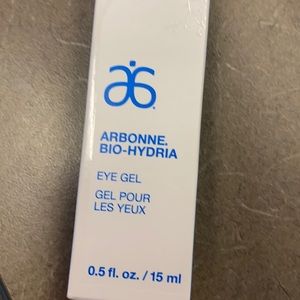 ARBONNE.
BIO-HYDRIA
EYE GEL
GEL POUR
LES YEUX
0.5 fl. oz. / 15 ml